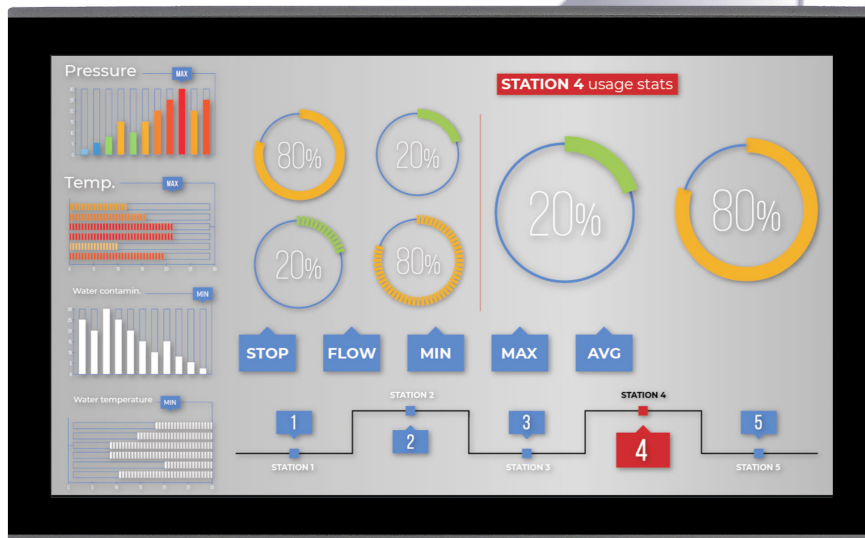 Pressure
MAX
STATION 4 usage stats
80%
20%
20%
80%
20%
80%
Temp.
MAX
Water contamin.
MIN
STOP
FLOW
MIN
MAX
AVG
Water temperature
MIN
STATION 2
STATION 4
1
2
3
4
5
STATION 1
STATION 3
STATION 5